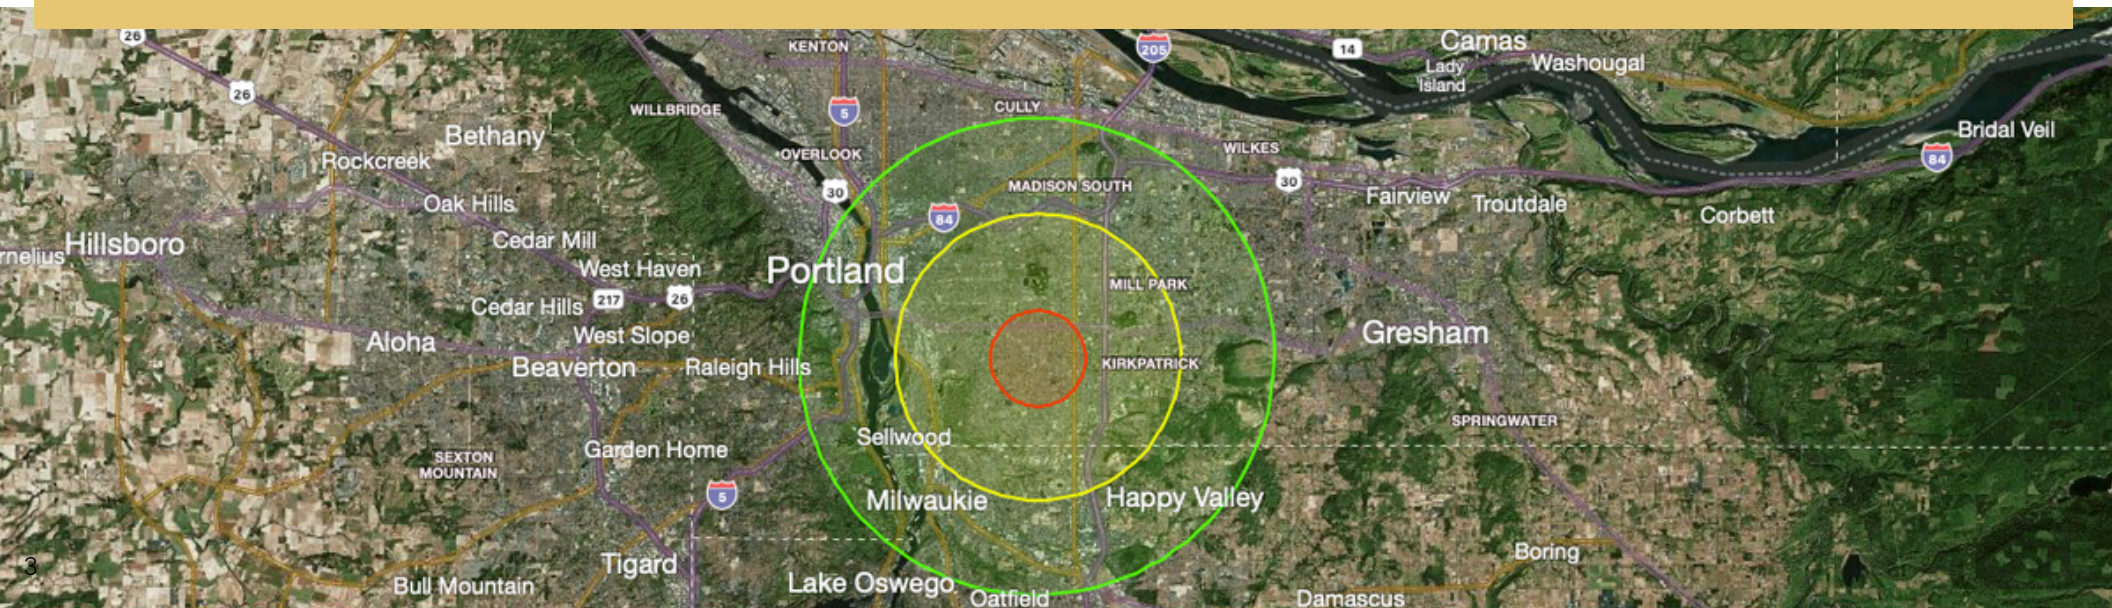 26
KENTON
205
14
Camas
Lady
Island
Washougal
26
WILLBRIDGE
5
CULLY
Bethany
Bridal Veil
Rockcreek
OVERLOOK
WILKES
84
30
MADISON SOUTH
30
Fairview
Troutdale
Oak Hills
84
Corbett
rnelius
Hillsboro
Cedar Mill
West Haven
Portland
MILL PARK
Cedar Hills
217
26
West Slope
Aloha
Gresham
Beaverton
Raleigh Hills
KIRKPATRICK
SPRINGWATER
Sellwood
Garden Home
SEXTON
MOUNTAIN
5
Milwaukie
Happy Valley
Boring
3
Tigard
Bull Mountain
Lake Oswego
Oatfield
Damascus